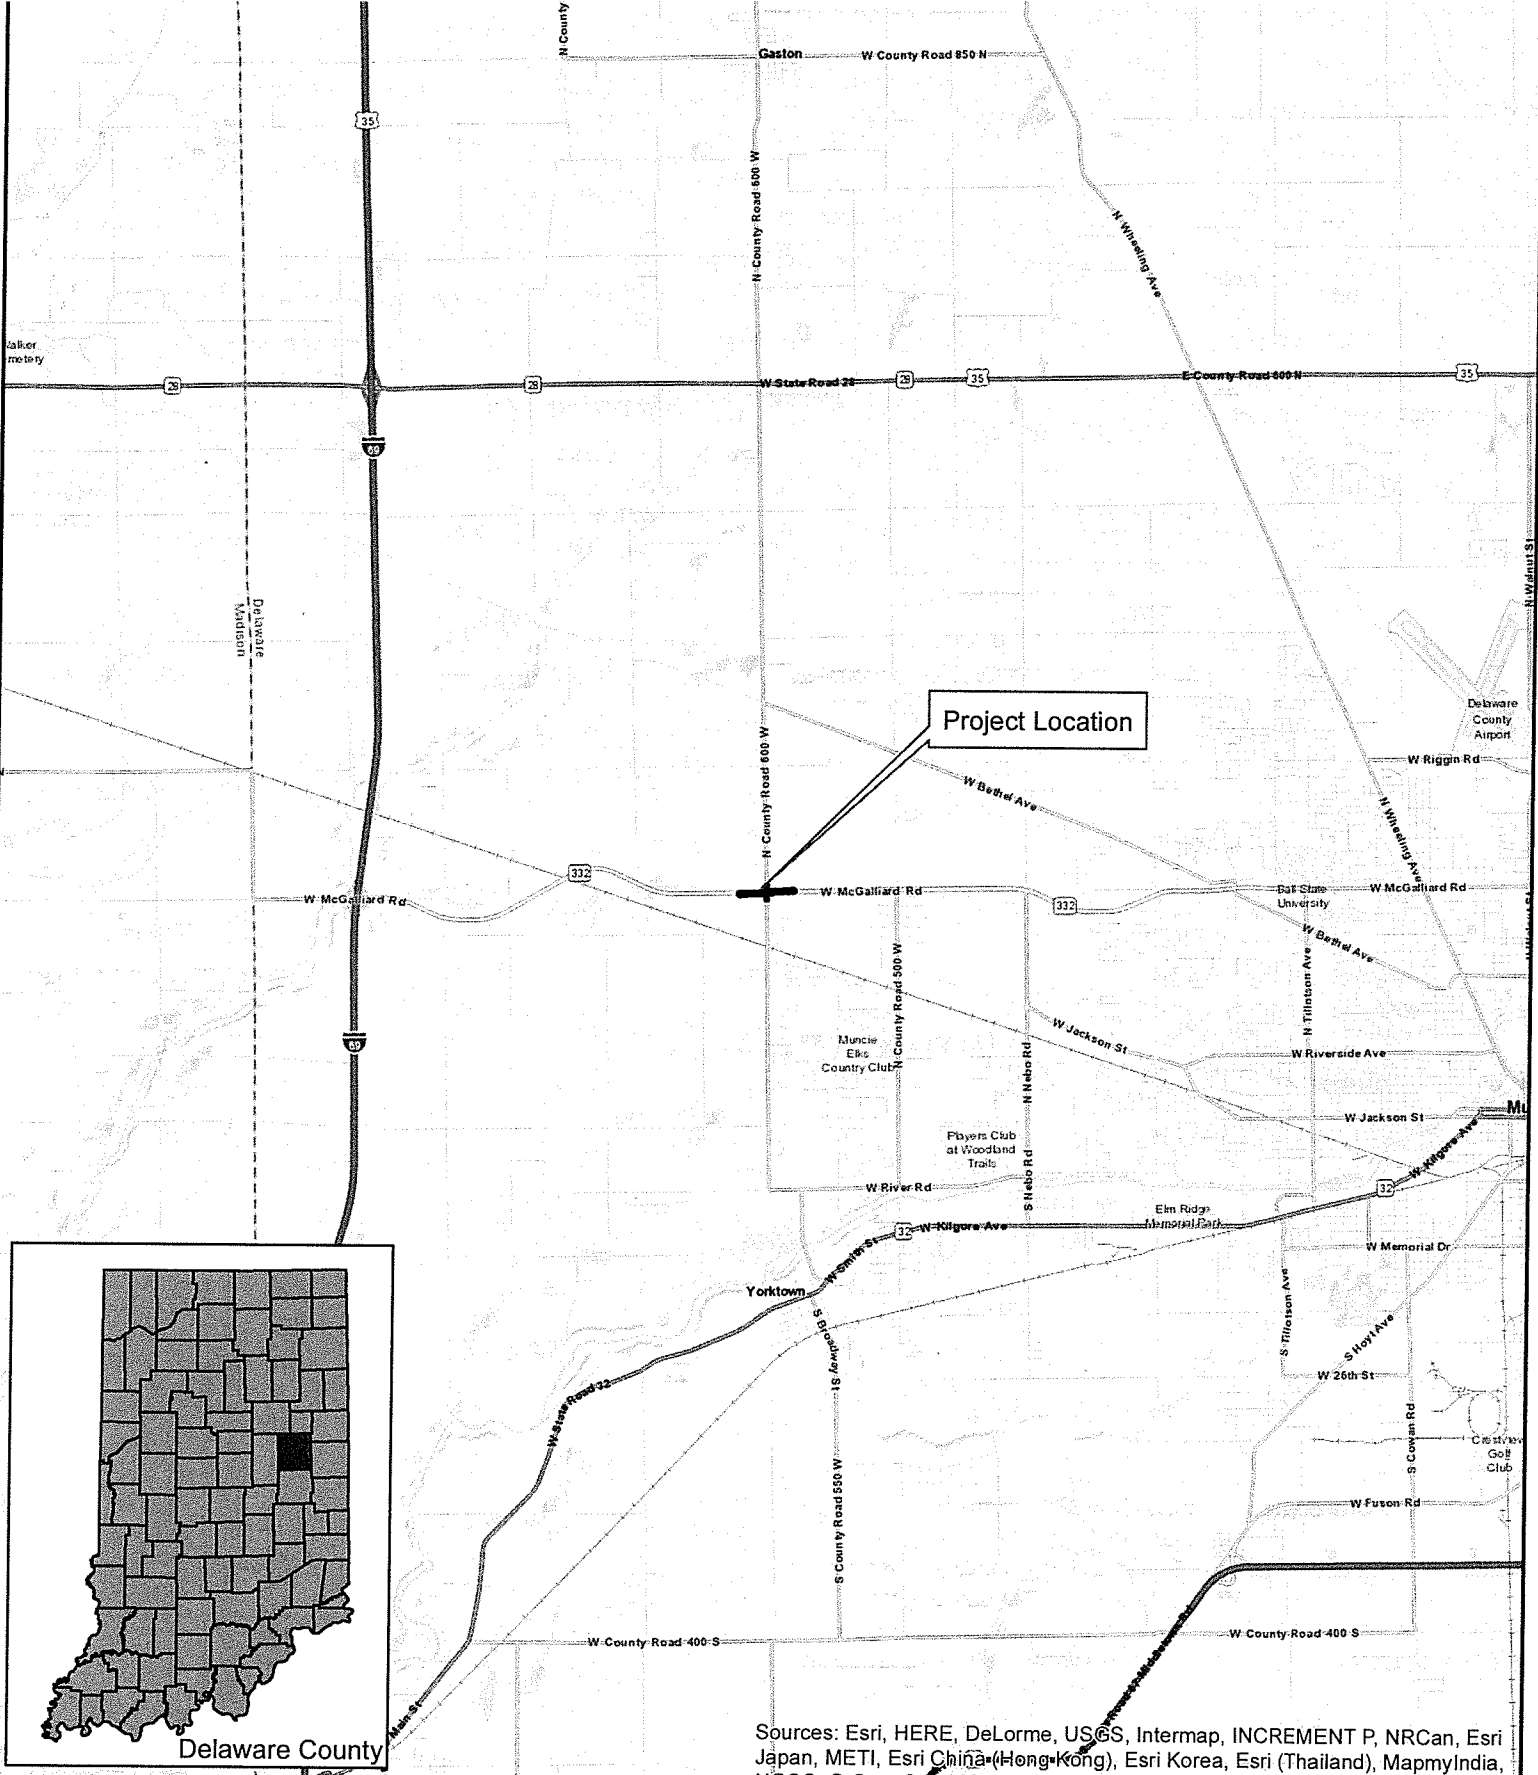 N County
Gaston
W County Road 850 N
35
N County Road 600 W
N Wheeling Ave
metery
28
28
W State Road 28
28
35
E County Road 600 N
35
69
N Walnut St
Delaware
Madison
Delaware
County
Airport
Project Location
N County Road 600 W
W Riggin Rd
W Bethel Ave
N Wheeling Ave
332
W McGalliard Rd
W McGalliard Rd
332
Ball State
University
W McGalliard Rd
W Bethel Ave
N County Road 500 W
N Tillotson Ave
69
Muncie
Elks
Country Club
W Jackson St
N Nebo Rd
W Riverside Ave
Mu
W Jackson St
Players Club
at Woodland
Trails
W Kilgore Ave
S Nebo Rd
W River Rd
32
Elm Ridge
Memorial Park
32
W Kilgore Ave
W Smith St
W Memorial Dr
Yorktown
S Tillotson Ave
S Broadway St
S Hoyt Ave
W 26th St
W State Road 32
S Cowan Rd
Crestview
Golf
Club
S County Road 550 W
W Fuson Rd
W County Road 400 S
W County Road 400 S
Main St
Delaware County
Sources: Esri, HERE, DeLorme, USGS, Intermap, INCREMENT P, NRCan, Esri
Japan, METI, Esri China (Hong Kong), Esri Korea, Esri (Thailand), MapmyIndia,